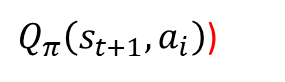 Q_π(s_{t+1}, a_i))